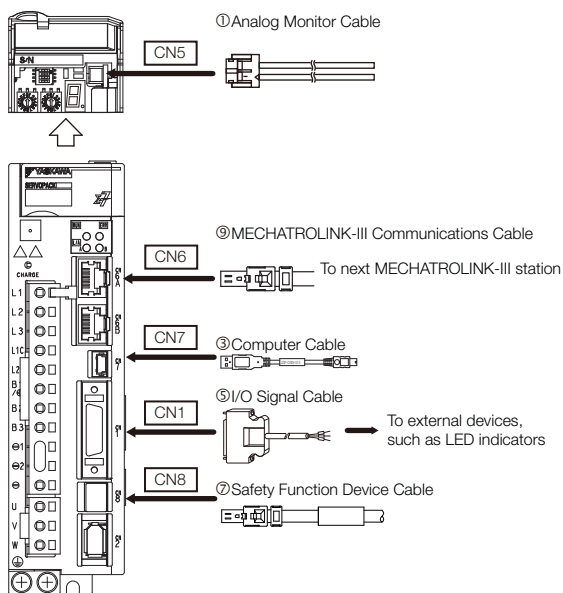 ①Analog Monitor Cable
CN5
S/N
YASKAWA
SERVOPACK
⑨MECHATROLINK-III Communications Cable
CN6
To next MECHATROLINK-III station
CHARGE
L1
L2
L3
L1C
B2
B3
⊖1
⊖2
⊖
U
V
W
CN7
③Computer Cable
⑤I/O Signal Cable
CN1
To external devices,
such as LED indicators
CN8
⑦Safety Function Device Cable